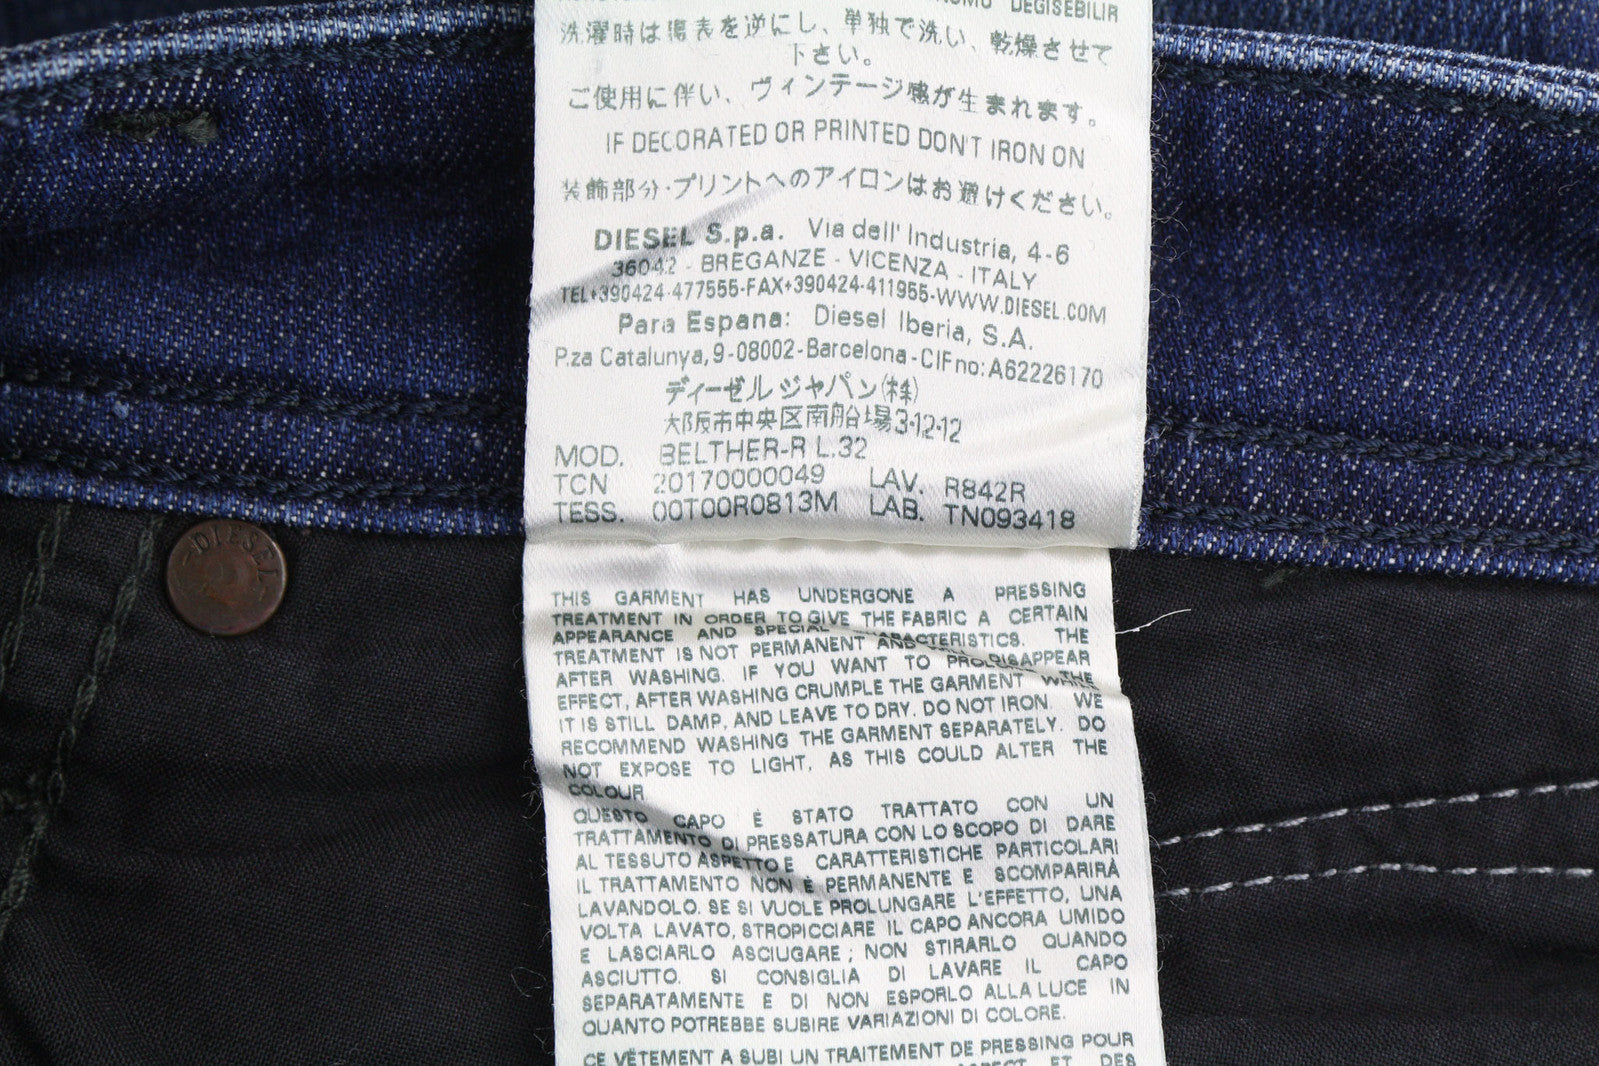 DEGISEBILIR
洗濯時は裏表を逆にし、単独で洗い、乾燥させて
下さい。
ご使用に伴い、ヴィンテージ感が生まれます。
IF DECORATED OR PRINTED DON'T IRON ON
装飾部分・プリントへのアイロンはお避けください。
DIESEL S.p.a. Via dell' Industria, 4-6
36042 - BREGANZE - VICENZA - ITALY
TEL+390424-477555-FAX+390424-411955-WWW.DIESEL.COM
Para Espana: Diesel Iberia, S.A.
P.za Catalunya, 9-08002-Barcelona-CIF no: A62226170
ディーゼル ジャパン(株)
大阪市中央区南船場3-12-12
MOD. BELTHER-R L.32
TCN 20170000049 LAV. R842R
TESS. 00T00R0813M LAB. TN093418
DIESEL
THIS GARMENT HAS UNDERGONE A PRESSING
TREATMENT IN ORDER TO GIVE THE FABRIC A CERTAIN
APPEARANCE AND SPECIAL CHARACTERISTICS. THE
TREATMENT IS NOT PERMANENT AND
DISAPPEAR
AFTER WASHING. IF YOU WANT TO THE
EFFECT, AFTER WASHING CRUMPLE THE GARMENT
IT IS STILL DAMP, AND LEAVE TO DRY. DO NOT IRON. WE
RECOMMEND WASHING THE GARMENT SEPARATELY. DO
NOT EXPOSE TO LIGHT, AS THIS COULD ALTER THE
COLOUR
QUESTO CAPO È STATO TRATTATO CON UN
TRATTAMENTO DI PRESSATURA CON LO SCOPO DI DARE
AL TESSUTO ASPETTO E CARATTERISTICHE PARTICOLARI
IL TRATTAMENTO NON È PERMANENTE E SCOMPARIRÀ
LAVANDOLO. SE SI VUOLE PROLUNGARE L'EFFETTO, UNA
VOLTA LAVATO, STROPICCIARE IL CAPO ANCORA UMIDO
E LASCIARLO ASCIUGARE; NON STIRARLO QUANDO
ASCIUTTO. SI CONSIGLIA DI LAVARE IL CAPO
SEPARATAMENTE E DI NON ESPORLO ALLA LUCE IN
QUANTO POTREBBE SUBIRE VARIAZIONI DI COLORE.
CE VÊTEMENT A SUBI UN TRAITEMENT DE PRESSING POUR
ET DES